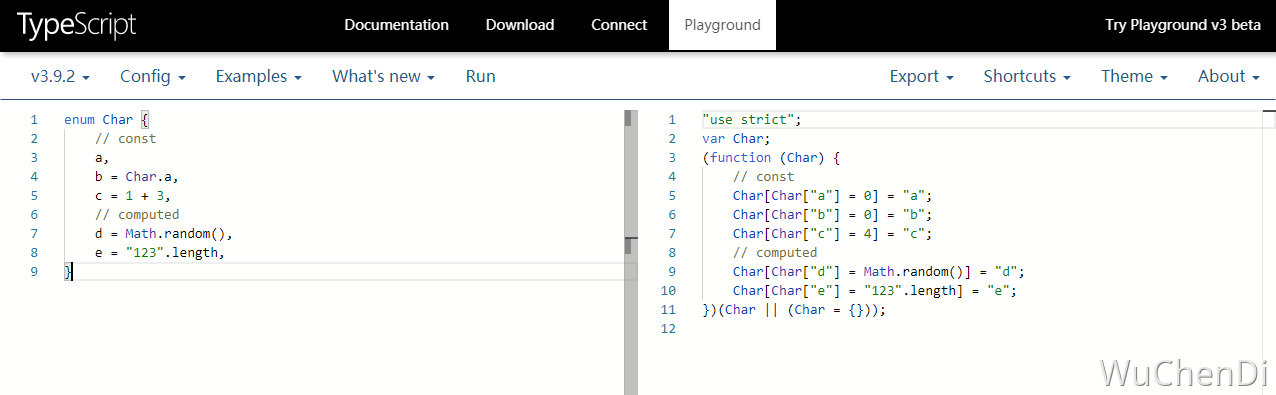 TypeScript Documentation Download Connect Playground Try Playground v3 beta
v3.9.2 Config Examples What's new Run Export Shortcuts Theme About
1 enum Char {
2 // const
3 a,
4 b = Char.a,
5 c = 1 + 3,
6 // computed
7 d = Math.random(),
8 e = "123".length,
9 }
1 "use strict";
2 var Char;
3 (function (Char) {
4 // const
5 Char[Char["a"] = 0] = "a";
6 Char[Char["b"] = 0] = "b";
7 Char[Char["c"] = 4] = "c";
8 // computed
9 Char[Char["d"] = Math.random()] = "d";
10 Char[Char["e"] = "123".length] = "e";
11 })(Char || (Char = {}));
12
WuChenDi